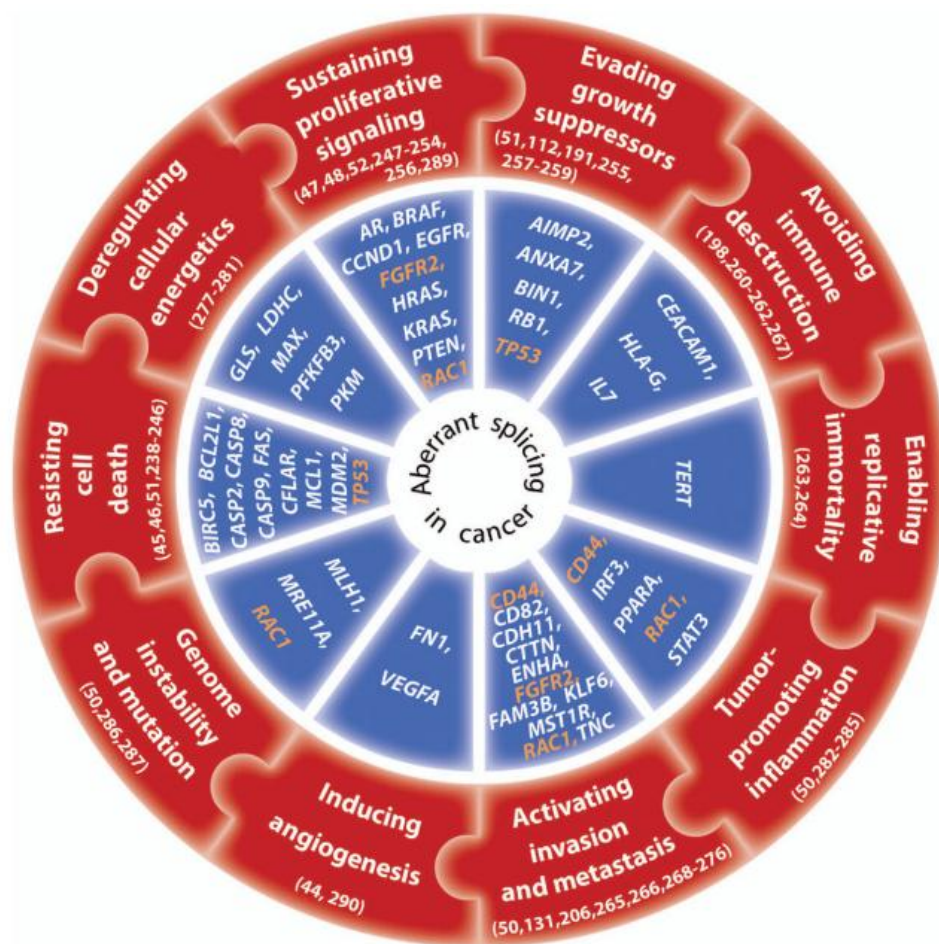 Sustaining
proliferative
signaling
(47,48,52,247-254,
256,289)
Evading
growth
suppressors
(51,112,191,255,
257-259)
Avoiding
immune
desctruction
(198,260-262,267)
Enabling
replicative
immortality
(263,264)
Tumor-
promoting
inflammation
(50,282-285)
Activating
invasion
and metastasis
(50,131,206,265,266,268-276)
Inducing
angiogenesis
(44, 290)
Genome
instability
and mutation
(50,286,287)
Resisting
cell
death
(45,46,51,238-246)
Deregulating
cellular
energetics
(277-281)
AR, BRAF,
CCND1, EGFR,
FGFR2,
HRAS,
KRAS,
PTEN,
RAC1
AIMP2,
ANXA7,
BIN1,
RB1,
TP53
CEACAM1,
HLA-G,
IL7
TERT
CD44,
IRF3,
PPARA,
RAC1,
STAT3
CD44,
CD82,
CDH11,
CTTN,
ENHA,
FGFR2,
FAM3B, KLF6,
MST1R,
RAC1, TNC
FN1,
VEGFA
MLH1,
MRE11A,
RAC1
BIRC5, BCL2L1,
CASP2, CASP8,
CASP9, FAS,
CFLAR,
MCL1,
MDM2,
TP53
GLS, LDHC,
MAX,
PFKFB3,
PKM
Aberrant splicing
in cancer